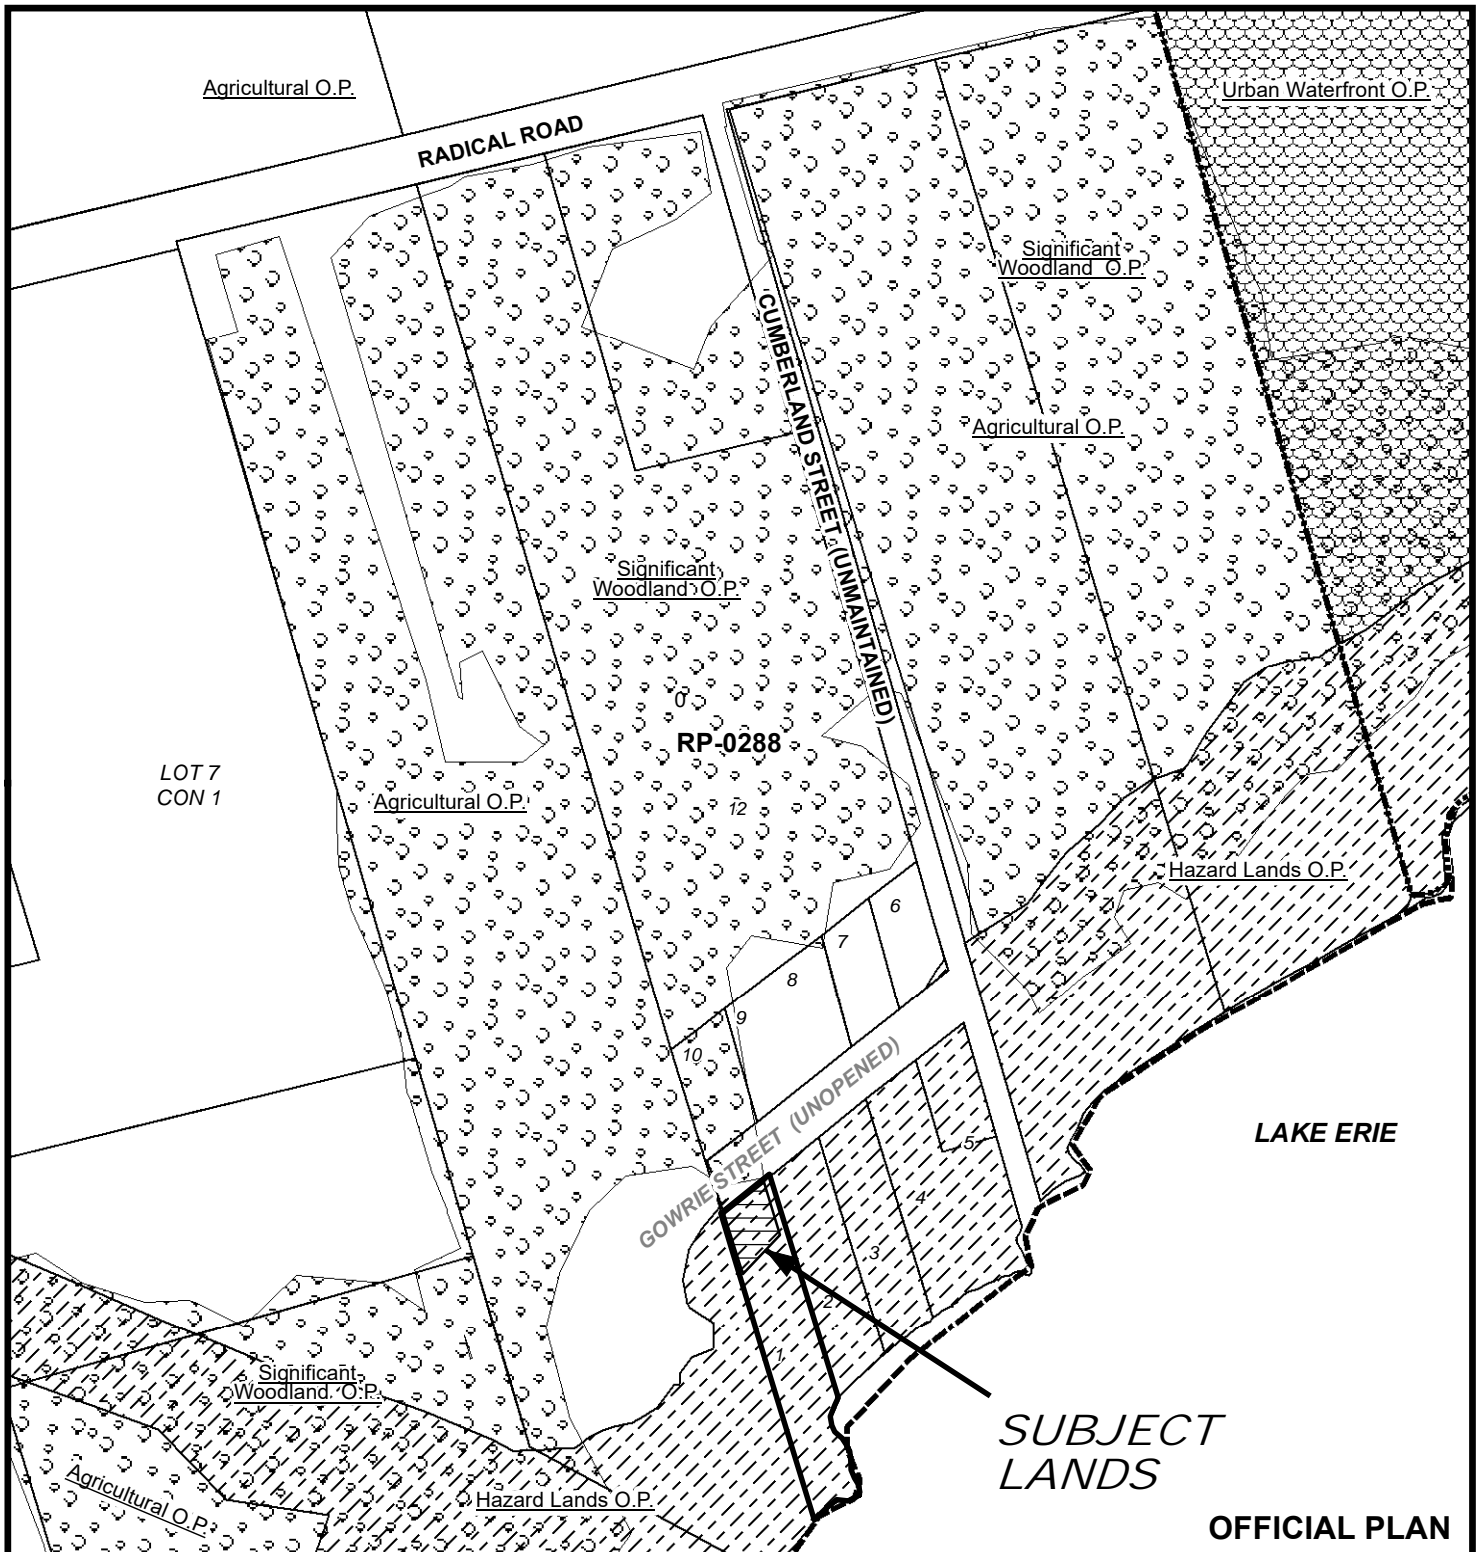 Agricultural O.P.
Urban Waterfront O.P.
RADICAL ROAD
Significant
Woodland O.P.
CUMBERLAND STREET (UNMAINTAINED)
Agricultural O.P.
Significant
Woodland O.P.
0
RP-0288
LOT 7
CON 1
Agricultural O.P.
12
Hazard Lands O.P.
6
7
8
9
10
GOWRIE STREET (UNOPENED)
LAKE ERIE
5
4
3
2
1
Significant
Woodland O.P.
SUBJECT
LANDS
Agricultural O.P.
Hazard Lands O.P.
OFFICIAL PLAN